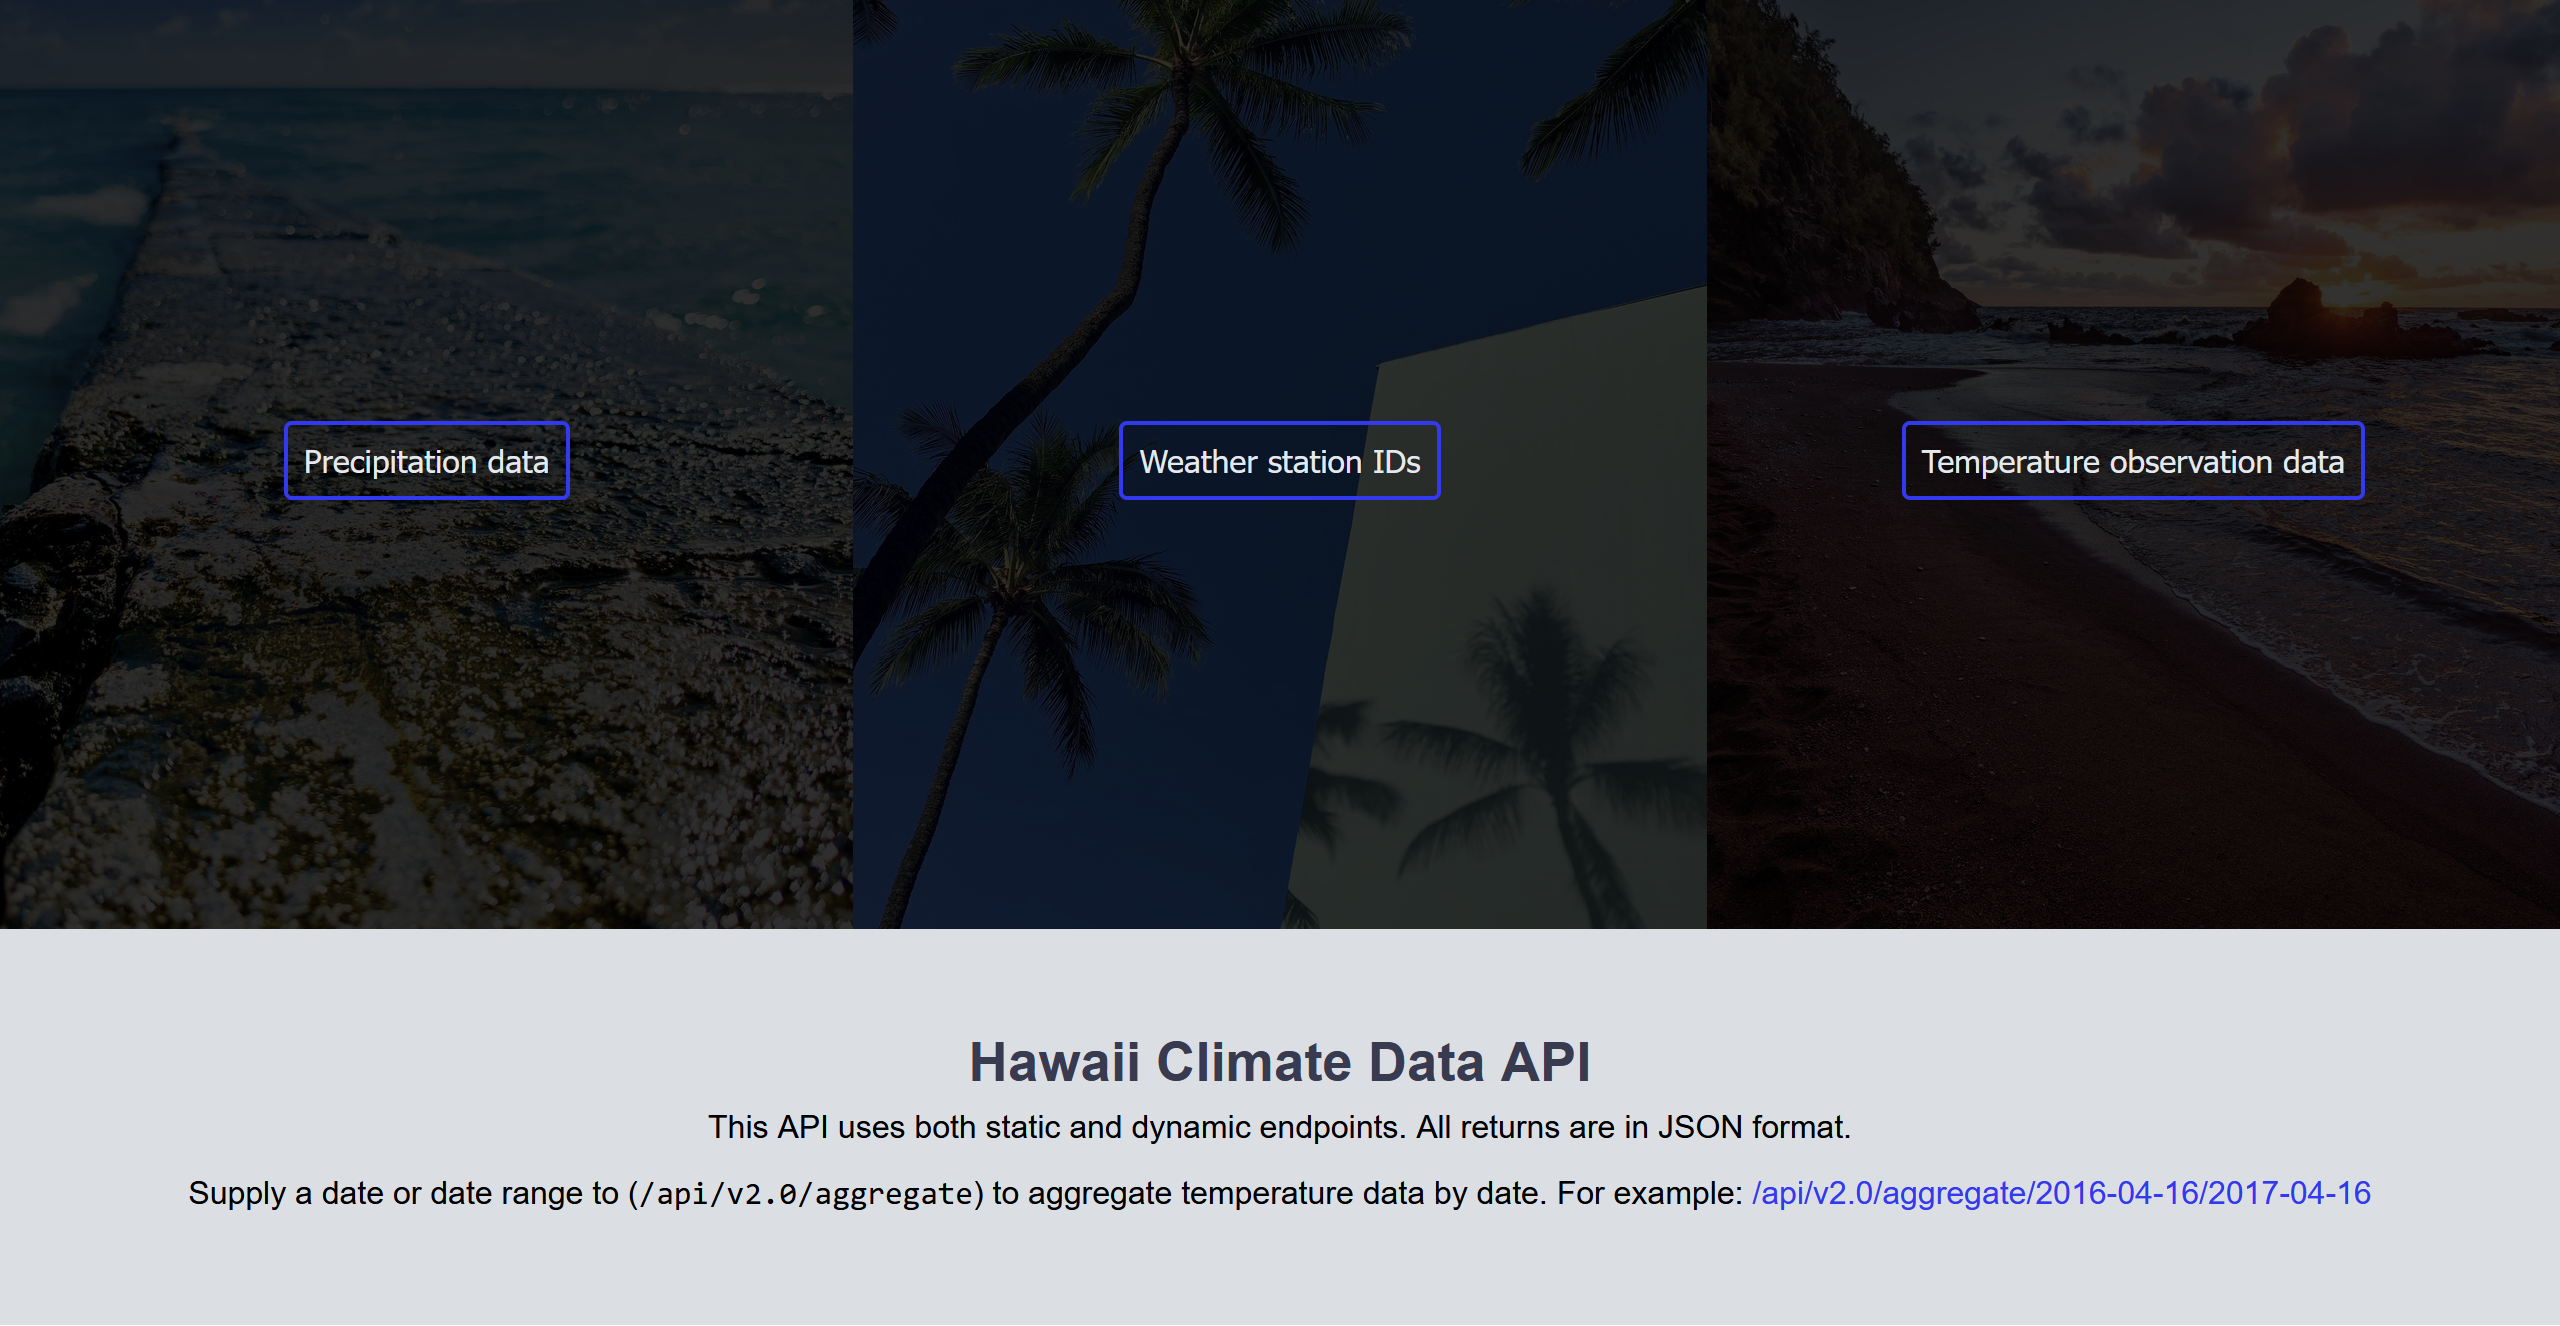 Precipitation data
Weather station IDs
Temperature observation data
Hawaii Climate Data API
This API uses both static and dynamic endpoints. All returns are in JSON format.
Supply a date or date range to (/api/v2.0/aggregate) to aggregate temperature data by date. For example: /api/v2.0/aggregate/2016-04-16/2017-04-16